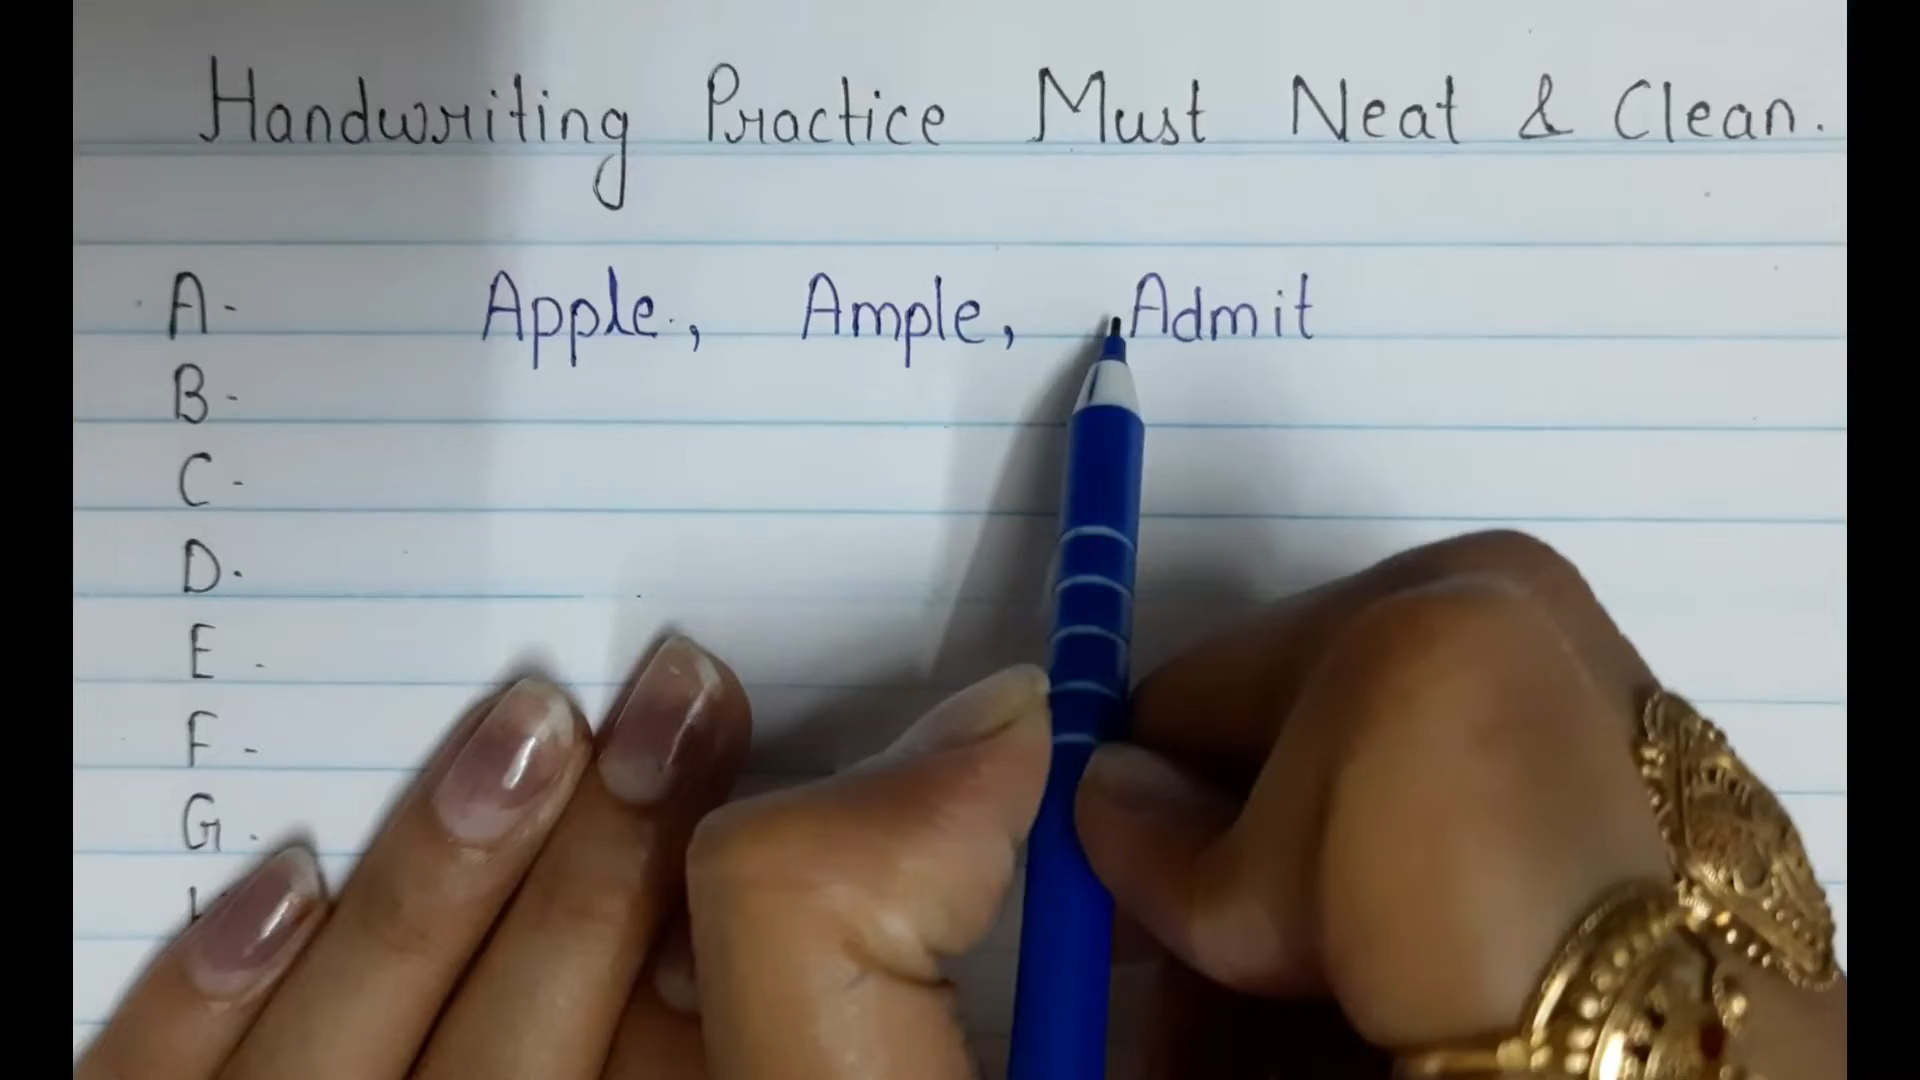 Handwriting Practice Must Neat & Clean.
A- Apple, Ample, Admit
B-
C-
D.
E.
F-
G.